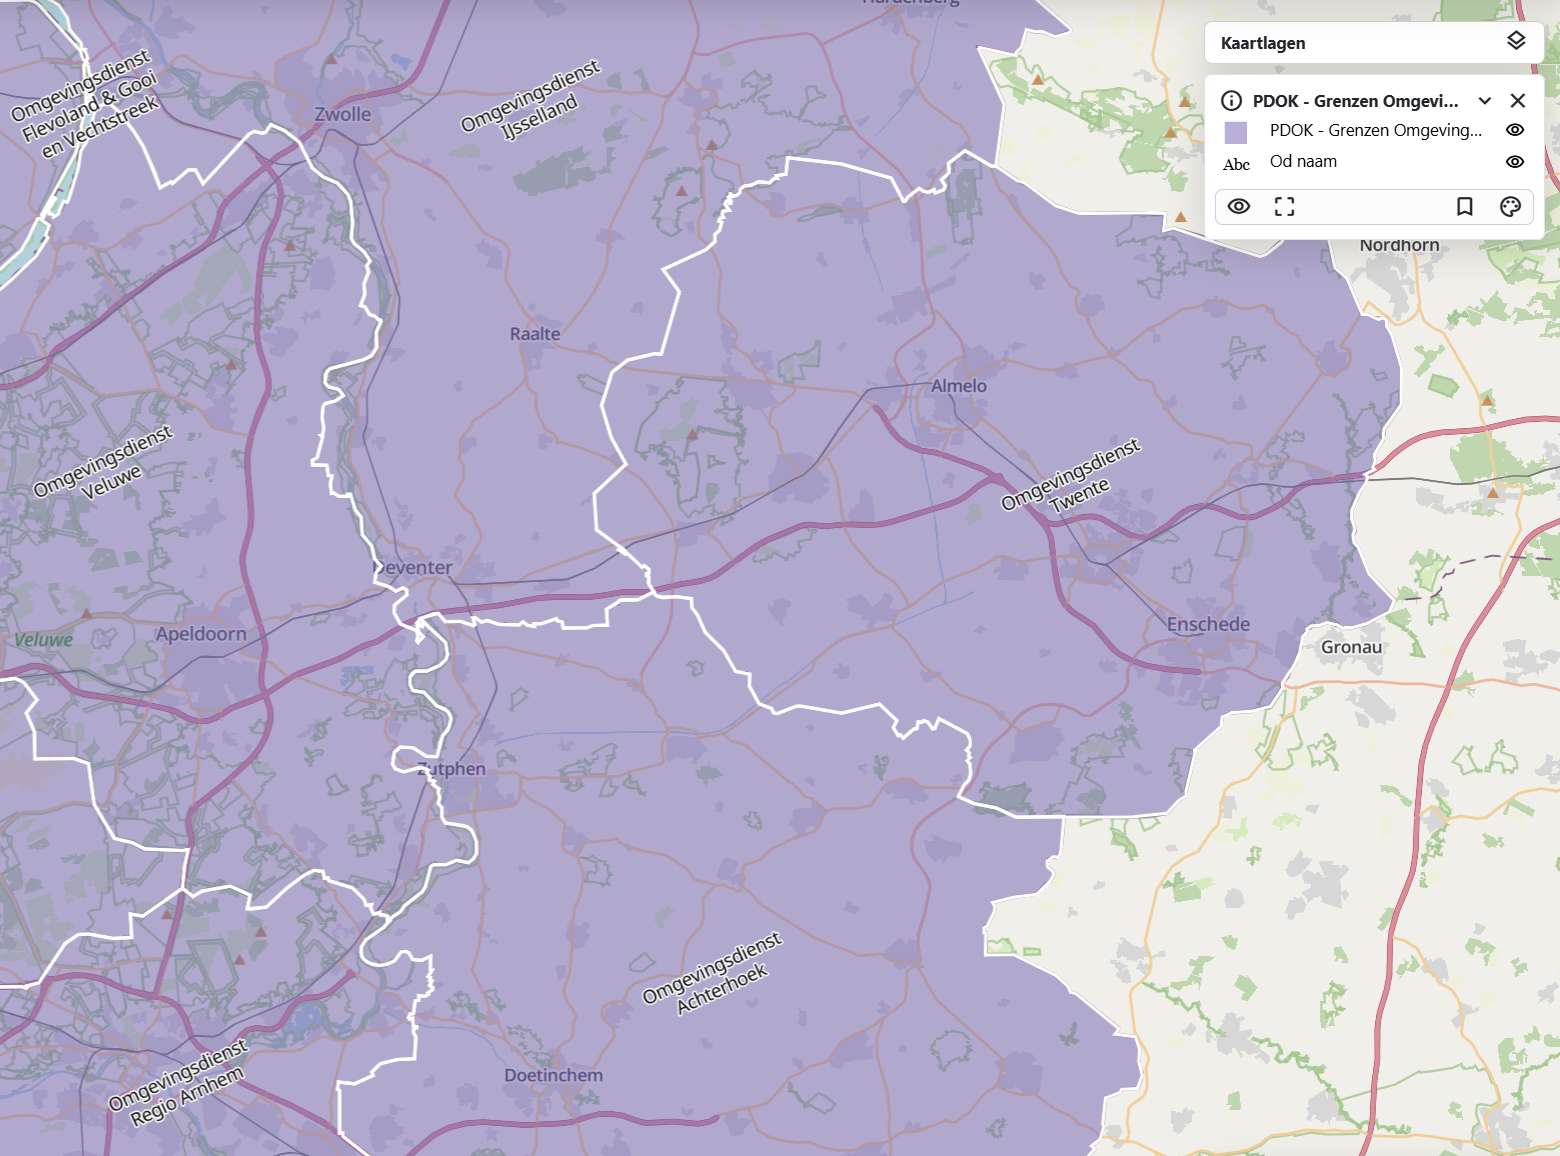 Hardenberg
Kaartlagen
PDOK - Grenzen Omgevi...
PDOK - Grenzen Omgeving...
Abc Od naam
Omgevingsdienst
Flevoland & Gooi
en Vechtstreek
Zwolle
Omgevingsdienst
IJsselland
Nordhorn
Raalte
Almelo
Omgevingsdienst
Veluwe
Omgevingsdienst
Twente
Deventer
Enschede
Apeldoorn
Veluwe
Gronau
Zutphen
Omgevingsdienst
Achterhoek
Omgevingsdienst
Regio Arnhem
Doetinchem